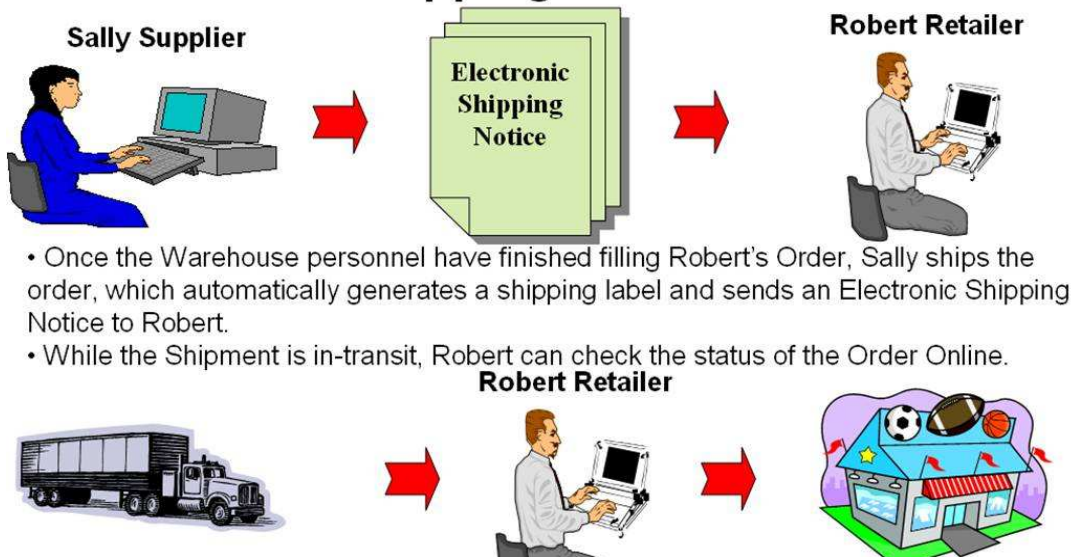 Sally Supplier
Electronic
Shipping
Notice
Robert Retailer
• Once the Warehouse personnel have finished filling Robert's Order, Sally ships the
order, which automatically generates a shipping label and sends an Electronic Shipping
Notice to Robert.
• While the Shipment is in-transit, Robert can check the status of the Order Online.
Robert Retailer